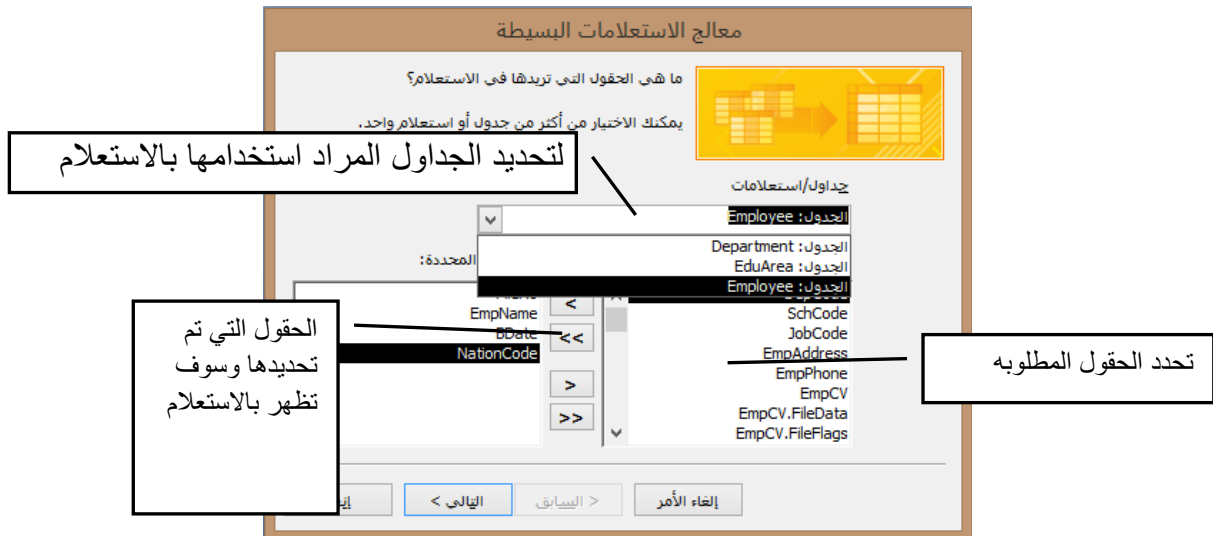 معالج الاستعلامات البسيطة
ما هي الحقول التي تريدها في الاستعلام؟
يمكنك الاختيار من أكثر من جدول أو استعلام واحد.
لتحديد الجداول المراد استخدامها بالاستعلام
جداول/استعلامات
الجدول: Employee
الجدول: Department
الجدول: EduArea
الجدول: Employee
المحددة:
SchCode
JobCode
EmpAddress
EmpPhone
EmpCV
EmpCV.FileData
EmpCV.FileFlags
<
<<
>
>>
EmpName
BDate
NationCode
تحدد الحقول المطلوبه
الحقول التي تم
تحديدها وسوف
تظهر بالاستعلام
إلغاء الأمر
< السابق
التالي >